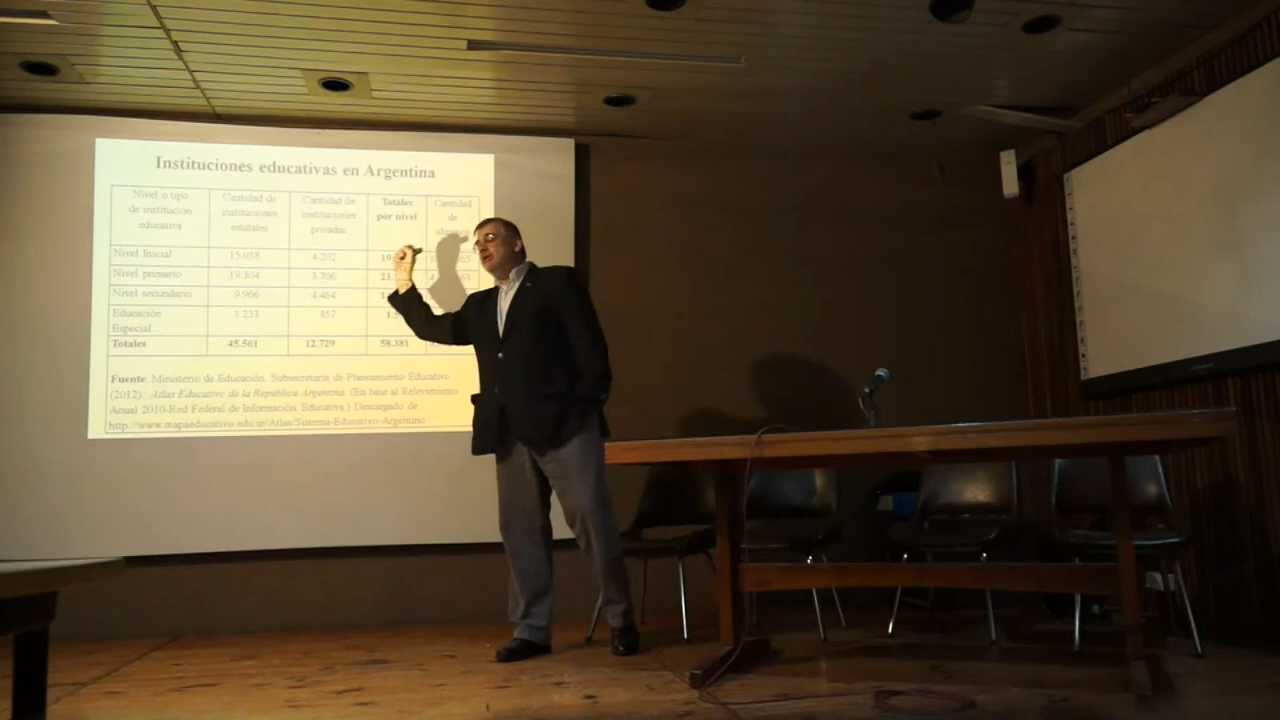 Instituciones educativas en Argentina
Nivel o tipo de institución educativa Cantidad de instituciones estatales Cantidad de instituciones privadas Totales por nivel Cantidad de
Nivel Inicial 15.058 4.202
Nivel primario 19.304 3.706
Nivel secundario 9.966 4.464
Educación Especial 1.233 357
Totales 45.561 12.729 58.381
Fuente: Ministerio de Educación. Subsecretaría de Planeamiento Educativo
(2012). Atlas Educativo de la República Argentina. (En base al Relevamiento
Anual 2010-Red Federal de Información Educativa.) Descargado de
http://www.mapaeducativo.edu.ar/Atlas/Sistema-Educativo-Argentino